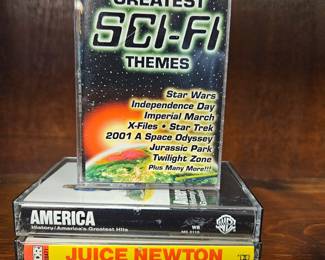 GREATEST
SCI-FI
THEMES
Star Wars
Independence Day
Imperial March
X-Files • Star Trek
2001 A Space Odyssey
Jurassic Park
Twilight Zone
Plus Many More!!!
AMERICA
History/America's Greatest Hits
WB
JUICE NEWTON